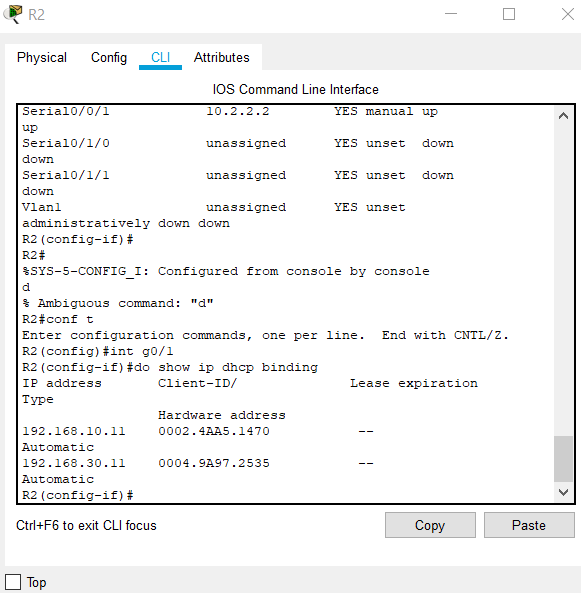 R2
Physical Config CLI Attributes
IOS Command Line Interface
Serial0/0/1 10.2.2.2 YES manual up
up
Serial0/1/0 unassigned YES unset down
down
Serial0/1/1 unassigned YES unset down
down
Vlan1 unassigned YES unset
administratively down down
R2(config-if)#
R2#
%SYS-5-CONFIG_I: Configured from console by console
d
% Ambiguous command: "d"
R2#conf t
Enter configuration commands, one per line. End with CNTL/Z.
R2(config)#int g0/1
R2(config-if)#do show ip dhcp binding
IP address Client-ID/ Lease expiration
Type
Hardware address
192.168.10.11 0002.4AA5.1470 --
Automatic
192.168.30.11 0004.9A97.2535 --
Automatic
R2(config-if)#
Ctrl+F6 to exit CLI focus
Copy Paste
Top